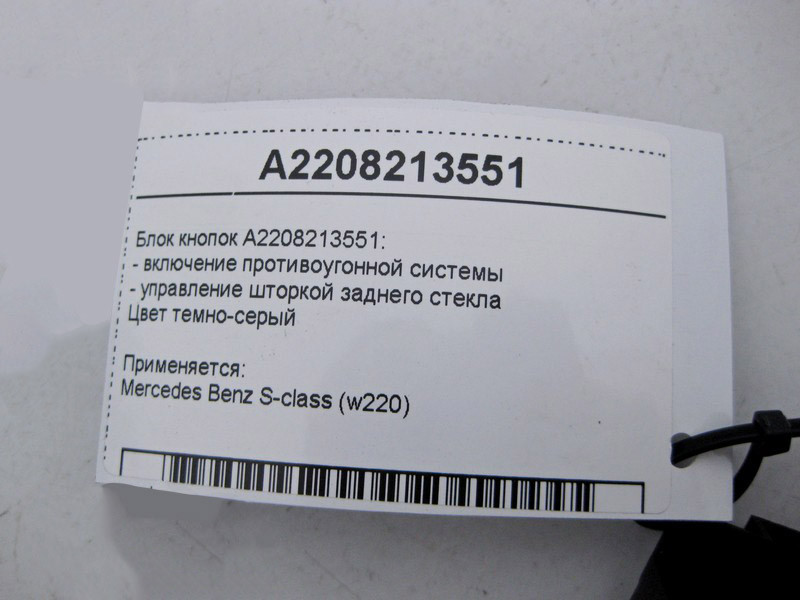 A2208213551
Блок кнопок A2208213551:
- включение противоугонной системы
- управление шторкой заднего стекла
Цвет темно-серый
Применяется:
Mercedes Benz S-class (w220)